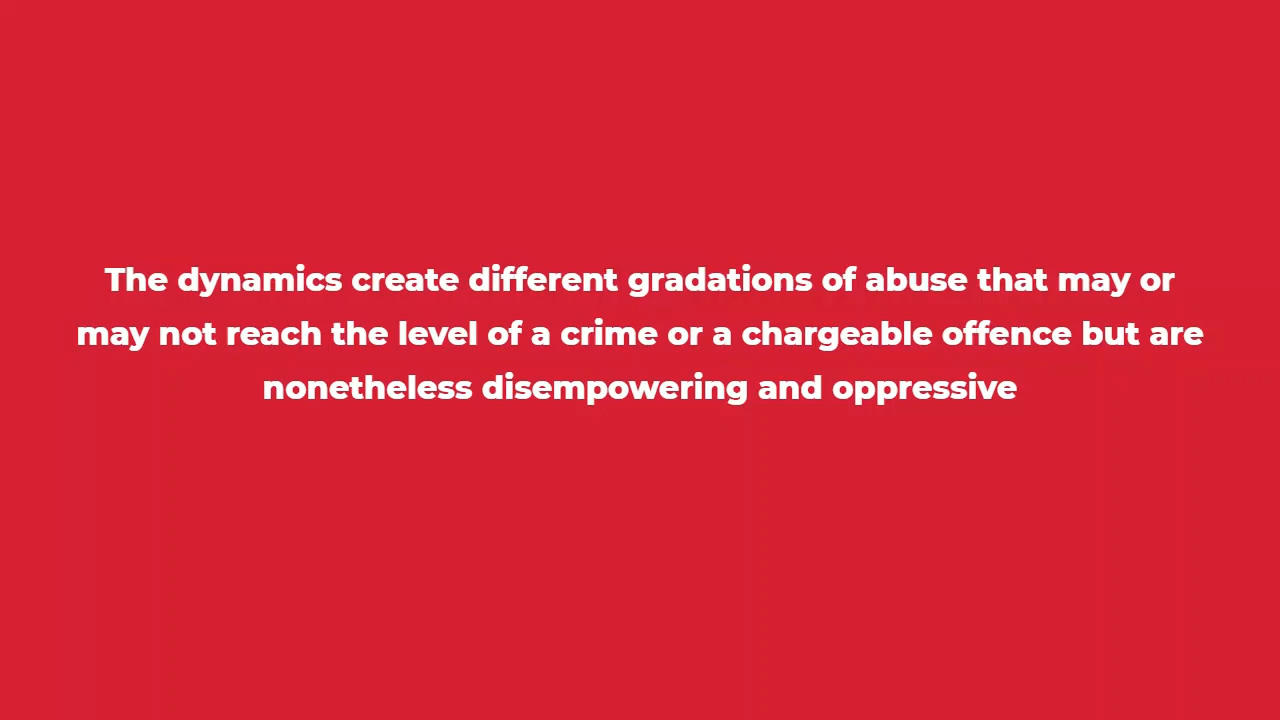 The dynamics create different gradations of abuse that may or
may not reach the level of a crime or a chargeable offence but are
nonetheless disempowering and oppressive